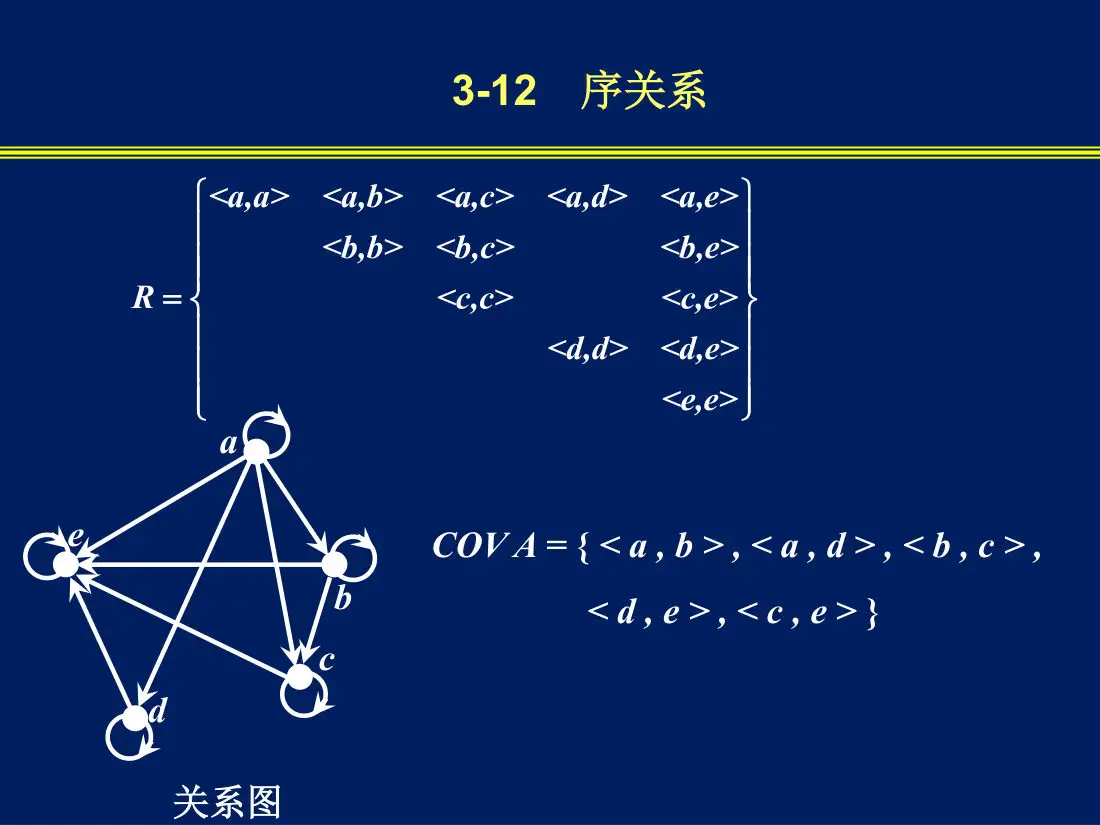 3-12 序关系
<a,a> <a,b> <a,c> <a,d> <a,e>
<b,b> <b,c> <b,e>
R = <c,c> <c,e>
<d,d> <d,e>
<e,e>
a
e
b
c
d
COV A = { < a , b > , < a , d > , < b , c > ,
< d , e > , < c , e > }
关系图